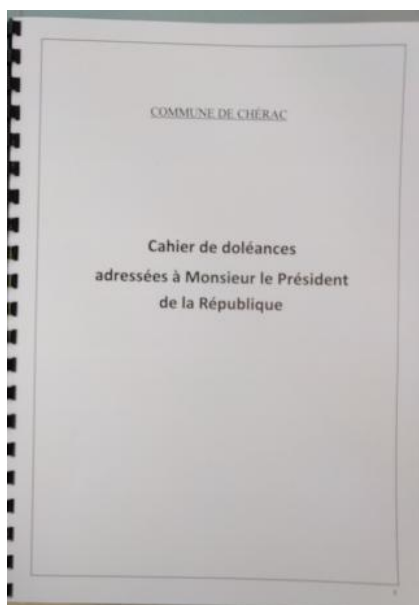 COMMUNE DE CHÉRAC
Cahier de doléances
adressées à Monsieur le Président
de la République